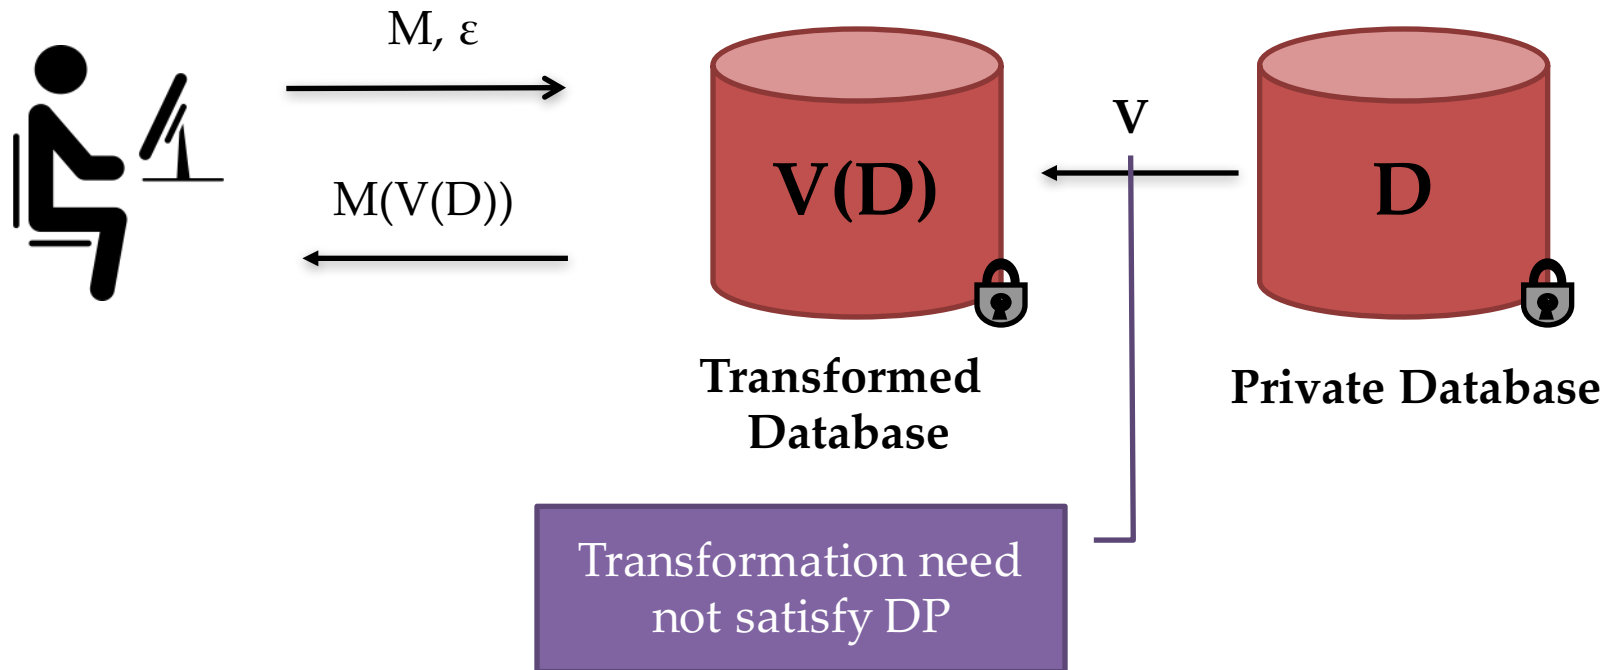 M, ε
M(V(D))
V(D)
V
D
Transformed
Database
Private Database
Transformation need
not satisfy DP